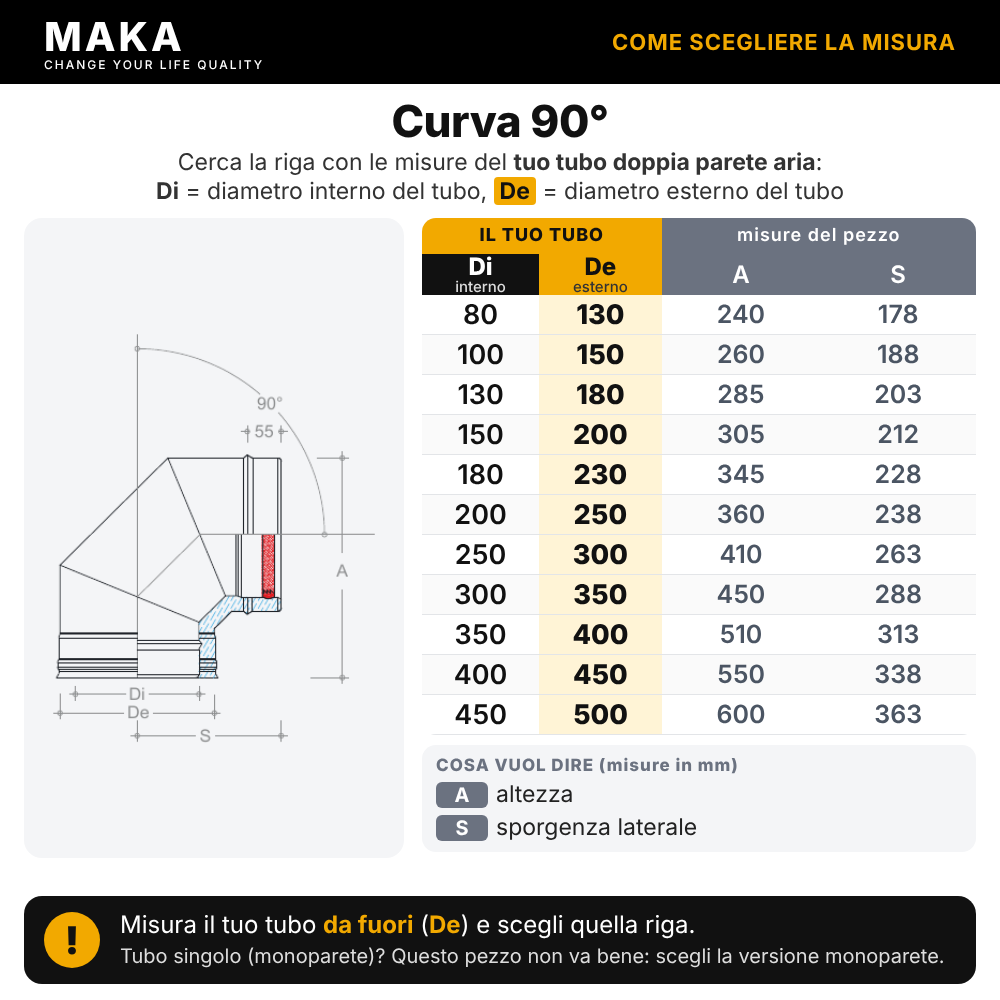 MAKA
CHANGE YOUR LIFE QUALITY
COME SCEGLIERE LA MISURA
Curva 90°
Cerca la riga con le misure del tuo tubo doppia parete aria:
Di = diametro interno del tubo, De = diametro esterno del tubo
90°
55
A
Di
De
S
IL TUO TUBO misure del pezzo
Di interno De esterno A S
80 130 240 178
100 150 260 188
130 180 285 203
150 200 305 212
180 230 345 228
200 250 360 238
250 300 410 263
300 350 450 288
350 400 510 313
400 450 550 338
450 500 600 363
COSA VUOL DIRE (misure in mm)
A altezza
S sporgenza laterale
! Misura il tuo tubo da fuori (De) e scegli quella riga.
Tubo singolo (monoparete)? Questo pezzo non va bene: scegli la versione monoparete.